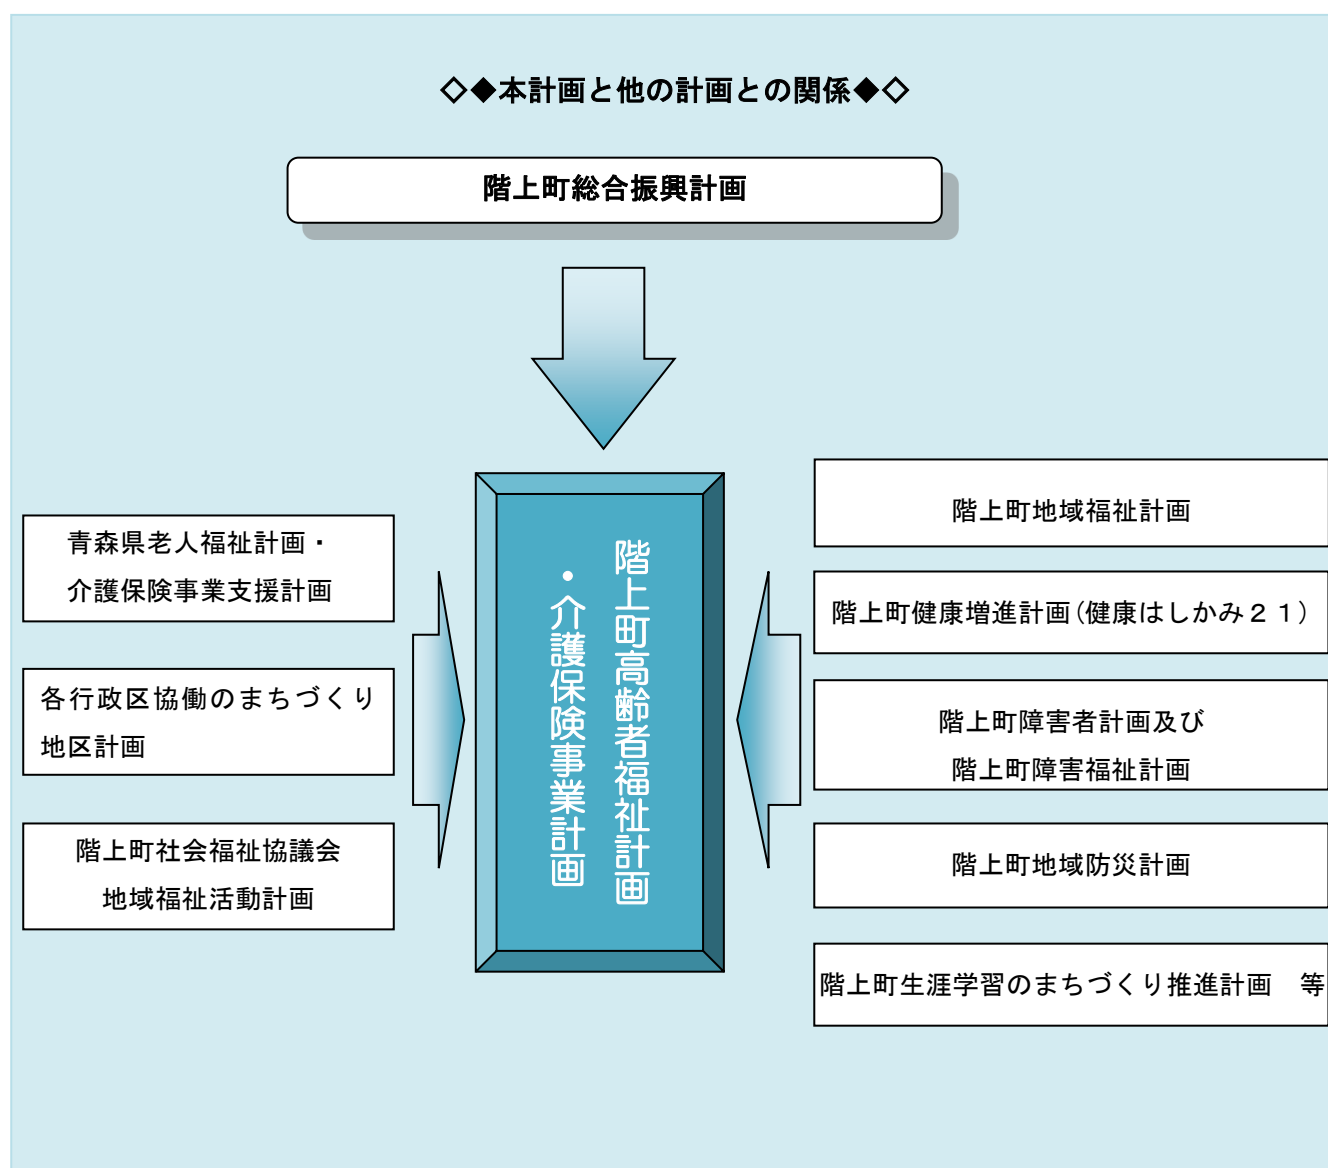 ◇◆本計画と他の計画との関係◆◇
階上町総合振興計画
青森県老人福祉計画・
介護保険事業支援計画
各行政区協働のまちづくり
地区計画
階上町社会福祉協議会
地域福祉活動計画
階上町高齢者福祉計画
・介護保険事業計画
階上町地域福祉計画
階上町健康増進計画(健康はしかみ２１)
階上町障害者計画及び
階上町障害福祉計画
階上町地域防災計画
階上町生涯学習のまちづくり推進計画　等